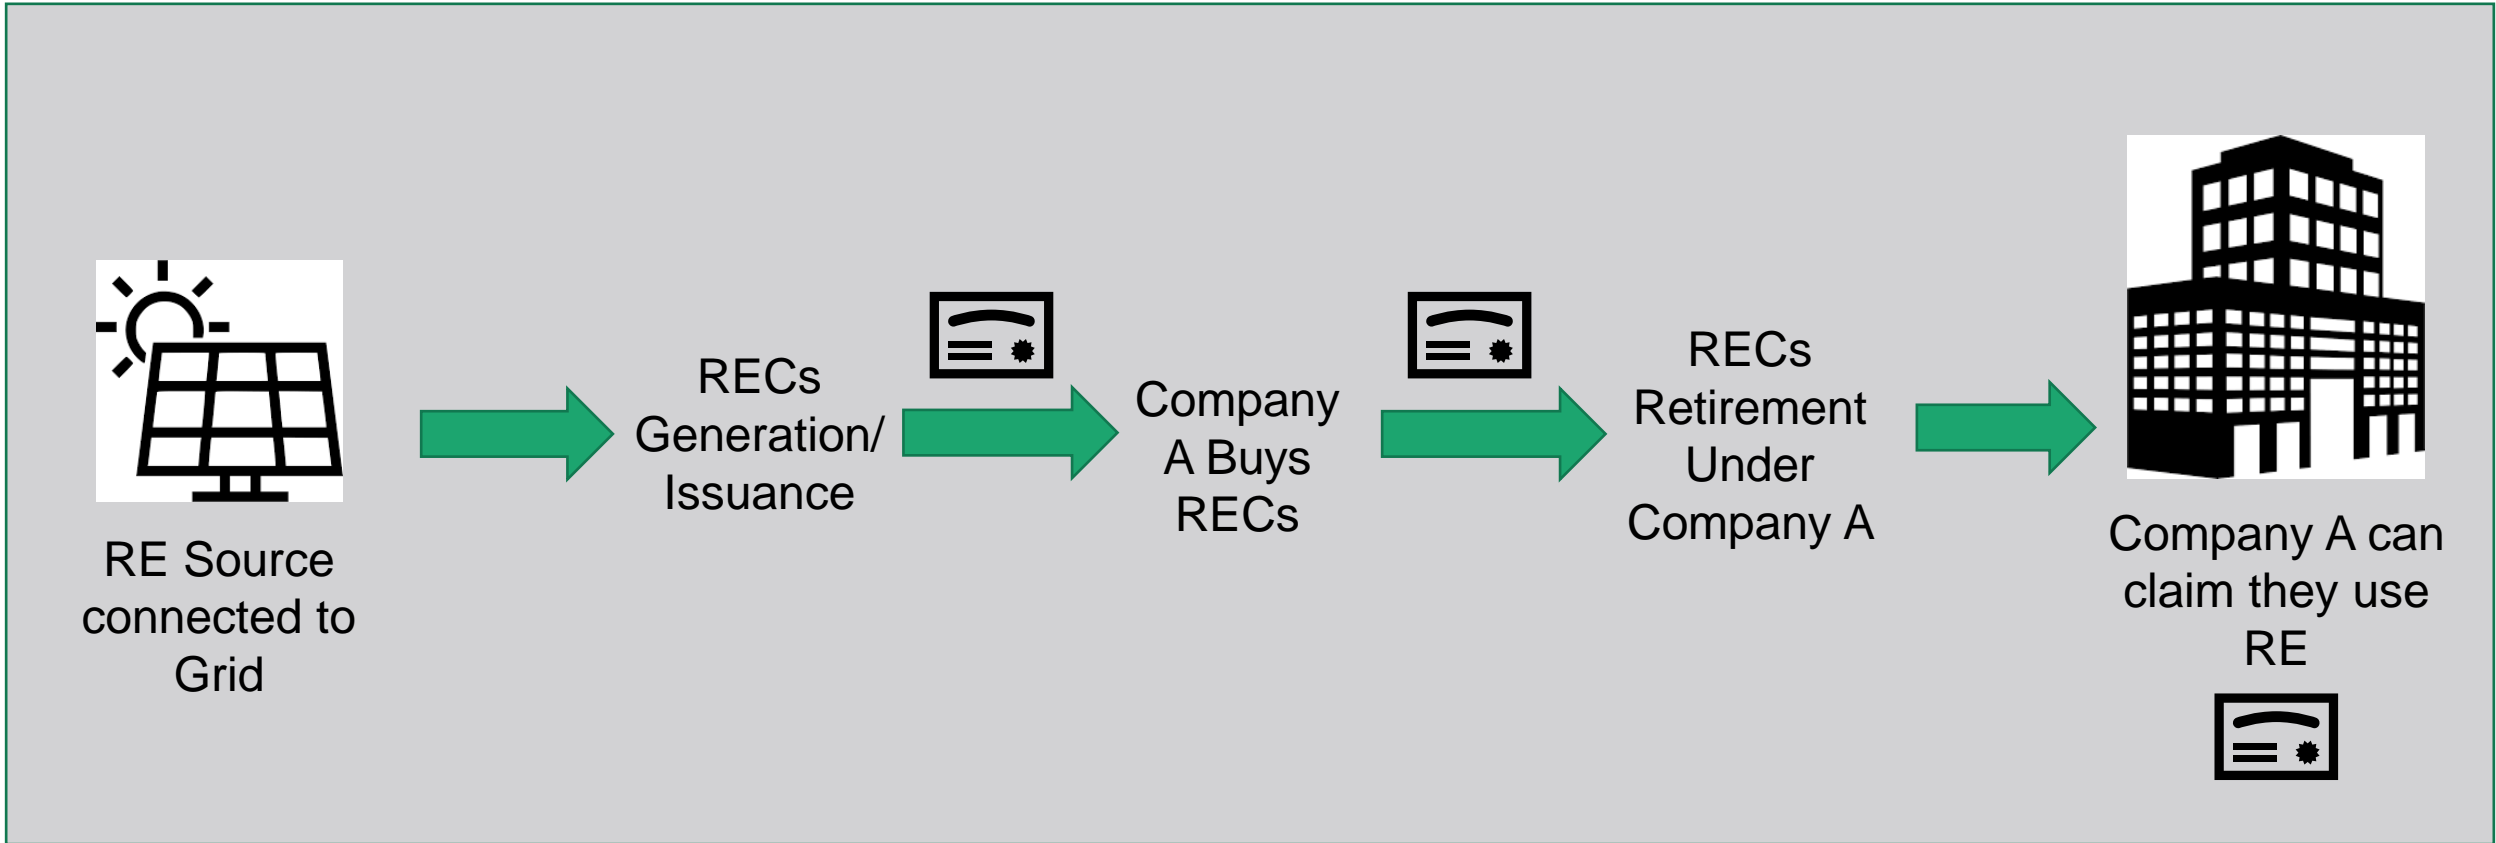 RE Source
connected to
Grid
RECs
Generation/
Issuance
Company
A Buys
RECs
RECs
Retirement
Under
Company A
Company A can
claim they use
RE